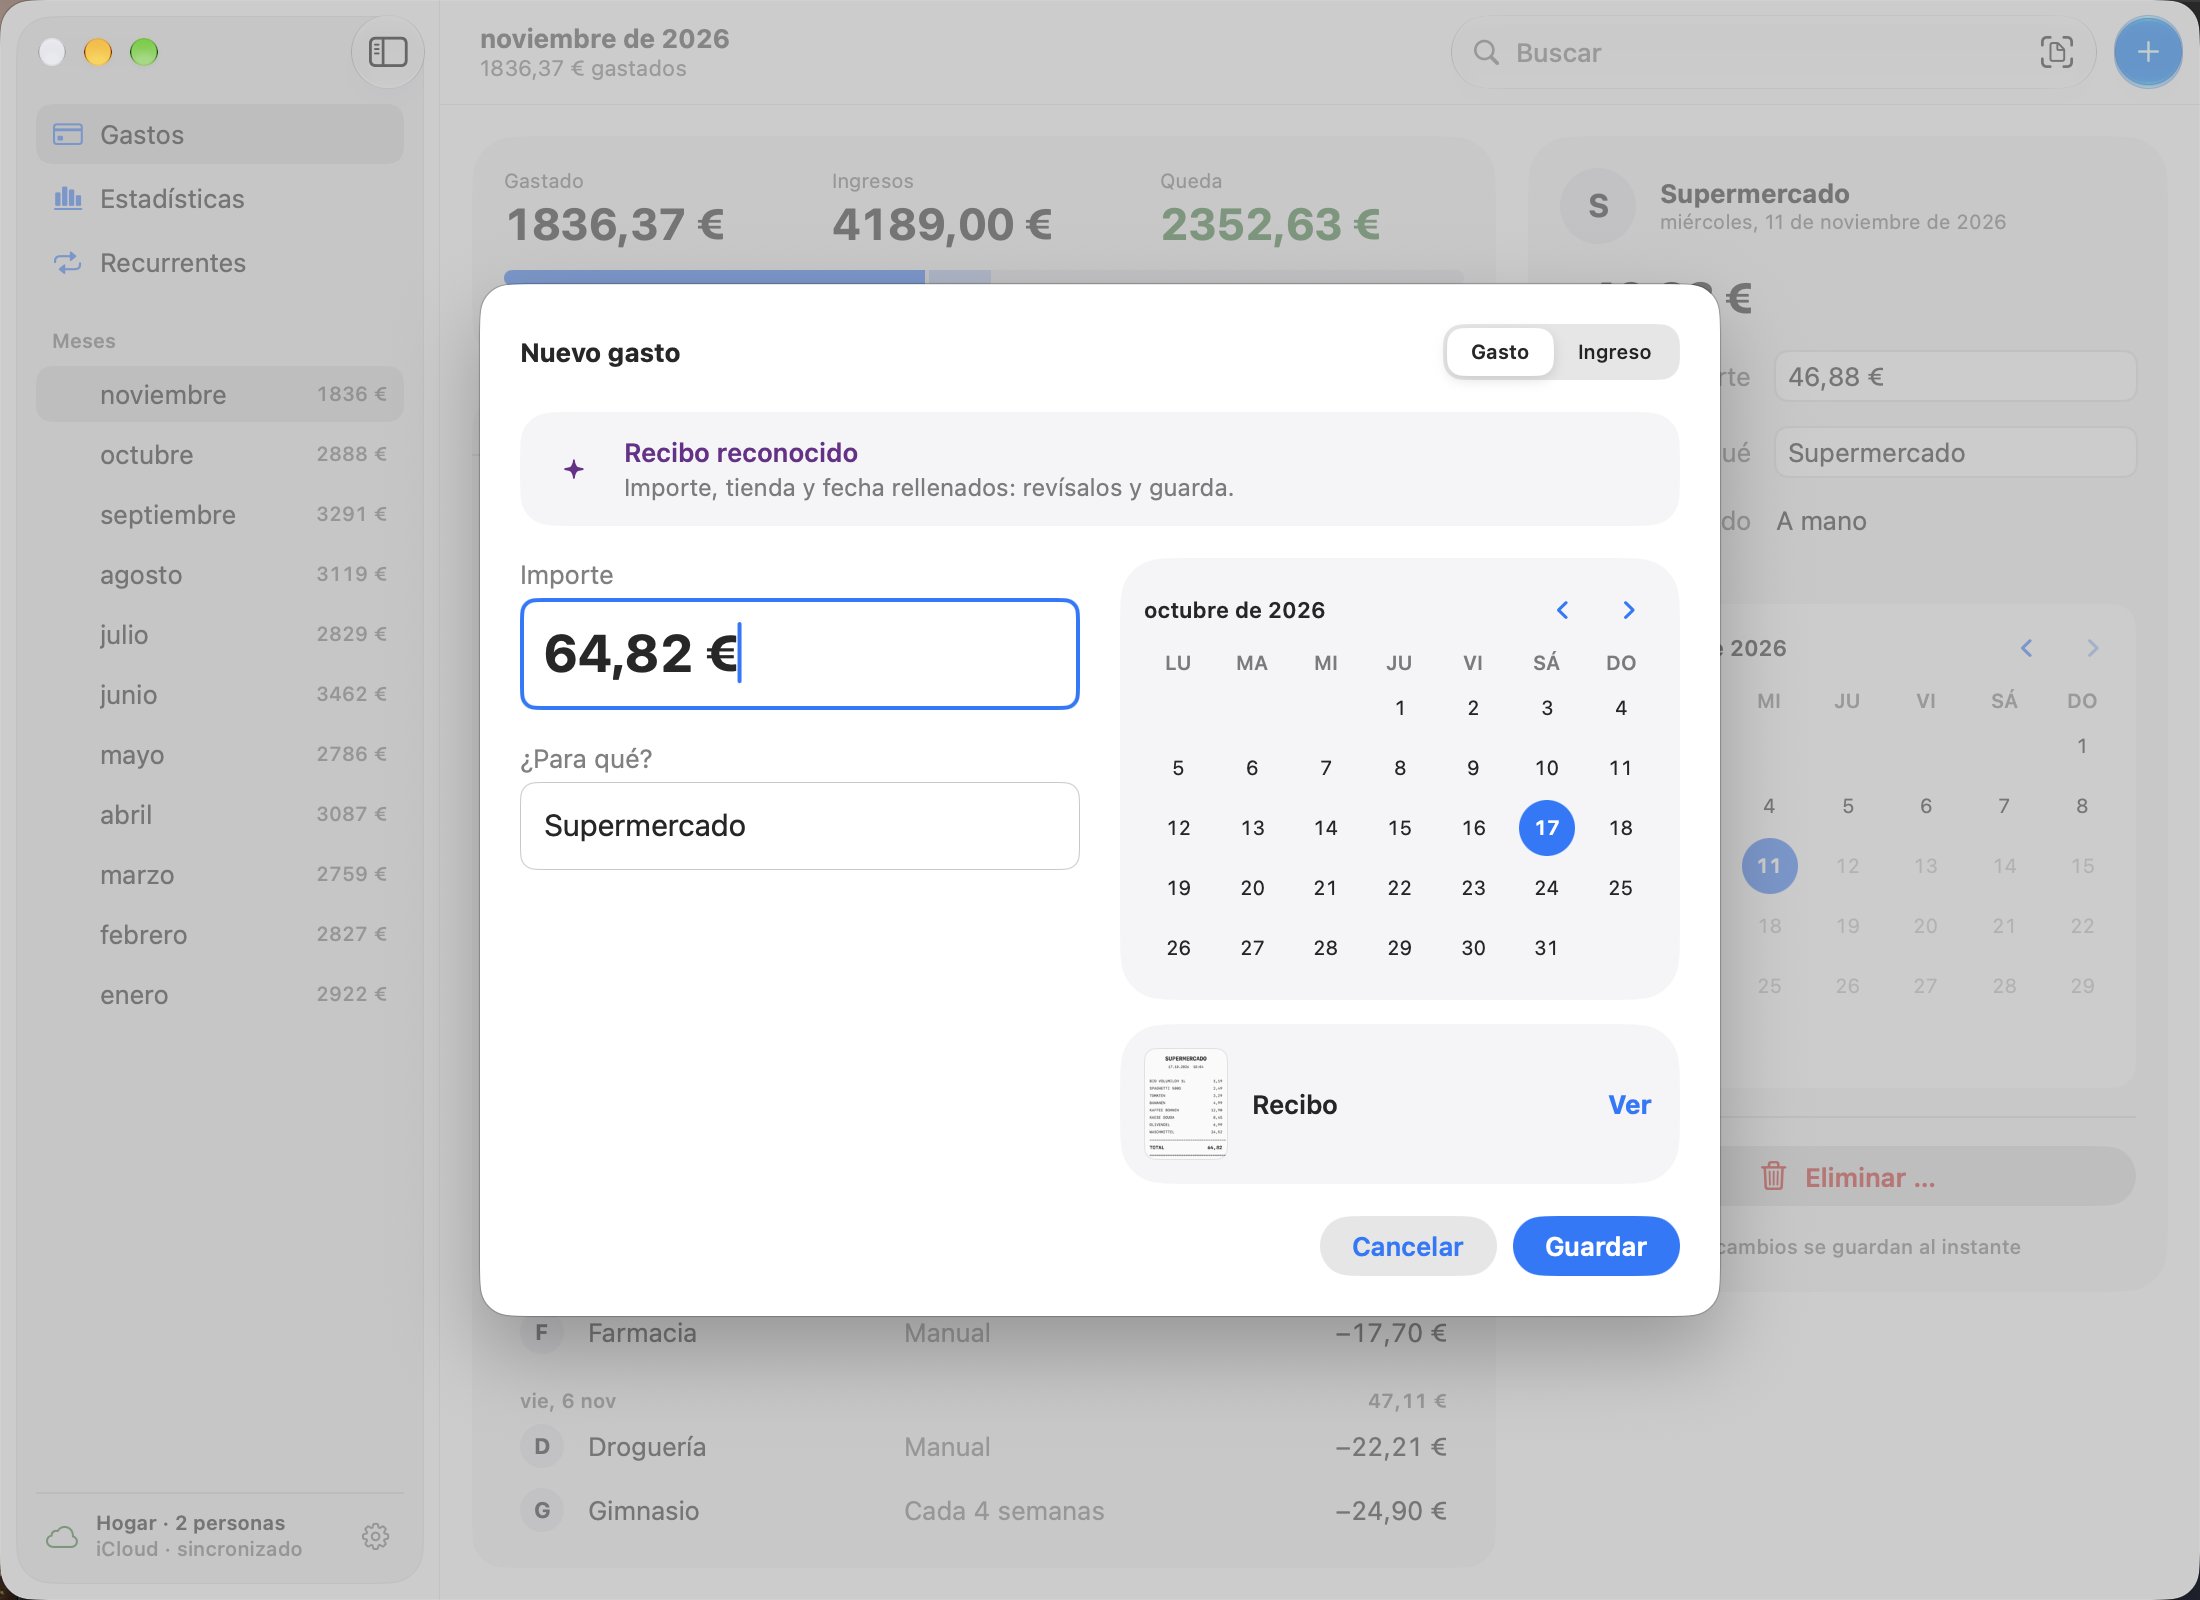 noviembre de 2026
1836,37 € gastados
Buscar
Gastos
Estadísticas
Recurrentes
Meses
noviembre 1836 €
octubre 2888 €
septiembre 3291 €
agosto 3119 €
julio 2829 €
junio 3462 €
mayo 2786 €
abril 3087 €
marzo 2759 €
febrero 2827 €
enero 2922 €
Hogar · 2 personas
iCloud · sincronizado
Gastado Ingresos Queda
1836,37 € 4189,00 € 2352,63 €
S
Supermercado
miércoles, 11 de noviembre de 2026
€
rte 46,88 €
ué Supermercado
do A mano
2026
MI JU VI SÁ DO
1
4 5 6 7 8
11 12 13 14 15
18 19 20 21 22
25 26 27 28 29
Eliminar ...
cambios se guardan al instante
Nuevo gasto
Gasto Ingreso
Recibo reconocido
Importe, tienda y fecha rellenados: revísalos y guarda.
Importe
64,82 €
¿Para qué?
Supermercado
octubre de 2026
LU MA MI JU VI SÁ DO
1 2 3 4
5 6 7 8 9 10 11
12 13 14 15 16 17 18
19 20 21 22 23 24 25
26 27 28 29 30 31
SUPERMERCADO
TOTAL 64,82
Recibo
Ver
Cancelar Guardar
F Farmacia Manual −17,70 €
vie, 6 nov 47,11 €
D Droguería Manual −22,21 €
G Gimnasio Cada 4 semanas −24,90 €